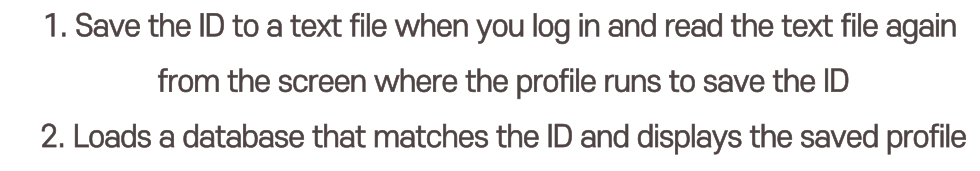 1. Save the ID to a text file when you log in and read the text file again
from the screen where the profile runs to save the ID
2. Loads a database that matches the ID and displays the saved profile